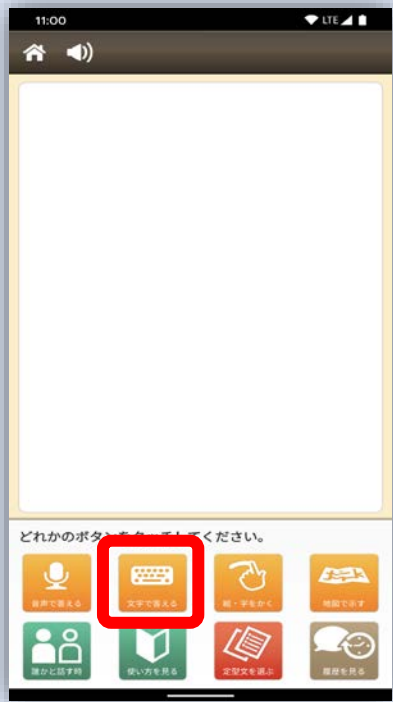 11:00 LTE
どれかのボタンをタッチしてください。
音声で答える 文字で答える 絵・字をかく 地図で示す
誰かと話す時 使い方を見る 定型文を選ぶ 履歴を見る